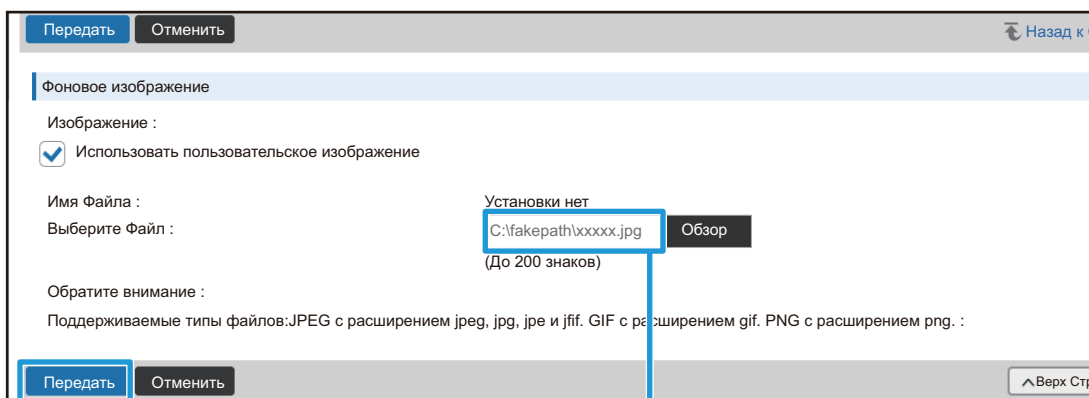 Передать Отменить Назад к
Фоновое изображение
Изображение :
Использовать пользовательское изображение
Имя Файла : Установки нет
Выберите Файл : C:\fakepath\xxxxx.jpg Обзор
(До 200 знаков)
Обратите внимание :
Поддерживаемые типы файлов:JPEG с расширением jpeg, jpg, jpe и jfif. GIF с расширением gif. PNG с расширением png. :
Передать Отменить Верх